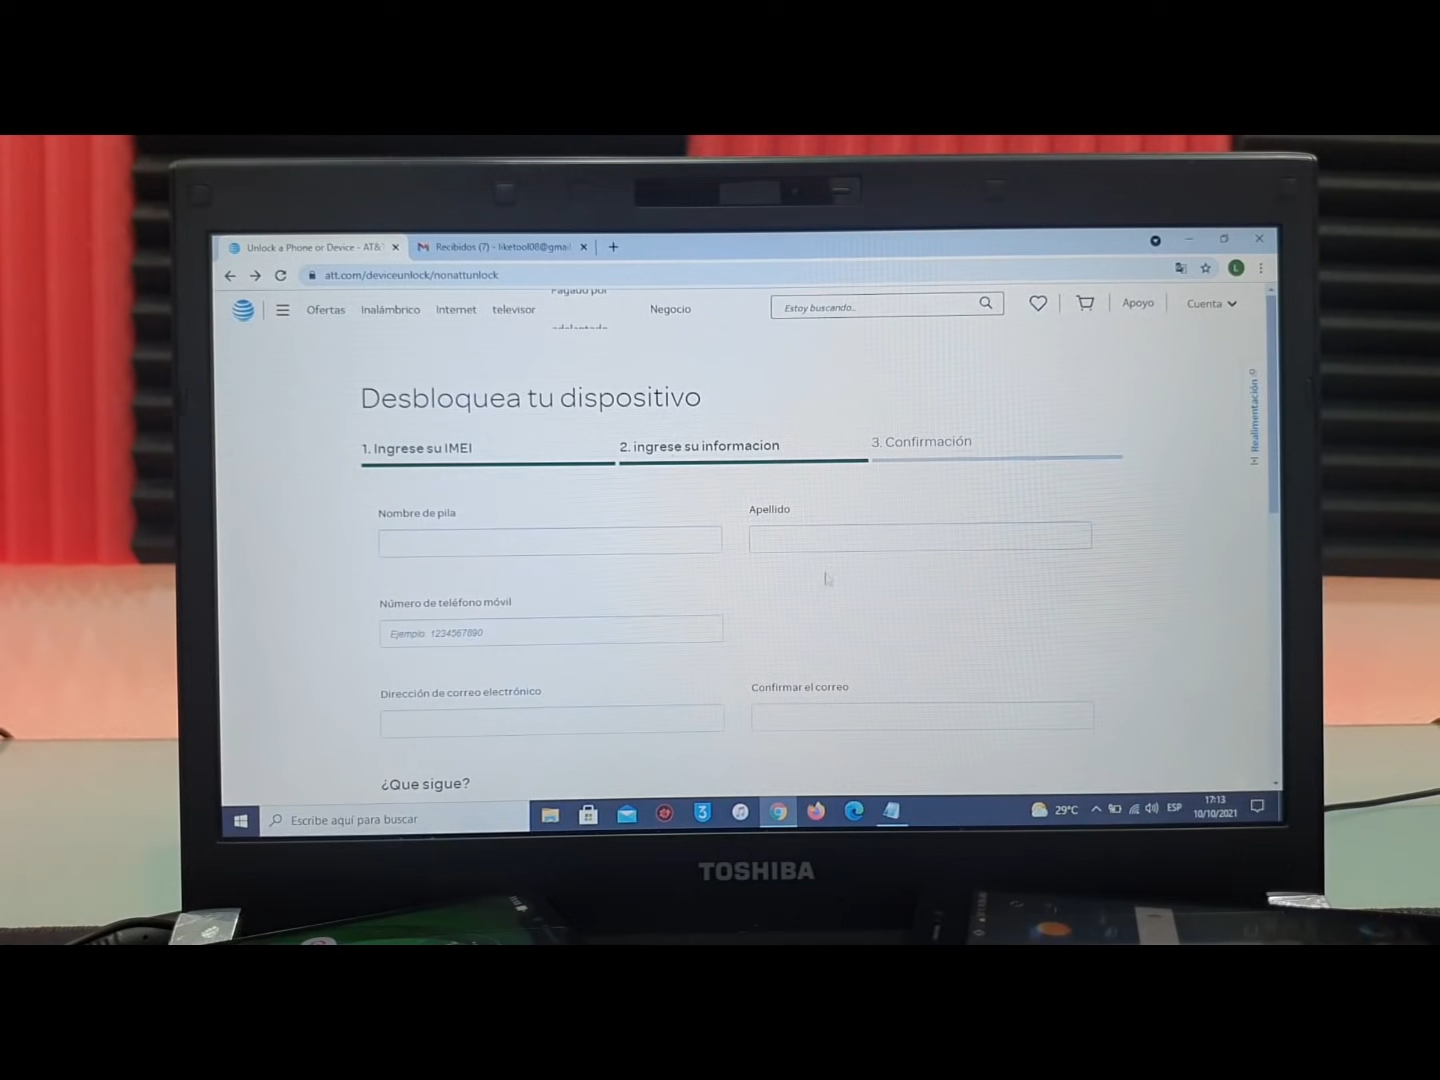 Unlock a Phone or Device - AT&T
Recibidos (7) - liketool08@gmail
att.com/deviceunlock/nonattunlock
Ofertas
Inalámbrico
Internet
televisor
Pagado por
adelantado
Negocio
Estoy buscando..
Apoyo
Cuenta
Realimentación
Desbloquea tu dispositivo
1. Ingrese su IMEI
2. ingrese su informacion
3. Confirmación
Nombre de pila
Apellido
Número de teléfono móvil
Ejemplo: 1234567890
Dirección de correo electrónico
Confirmar el correo
¿Que sigue?
Escribe aquí para buscar
29°C
ESP
17:13
10/10/2021
TOSHIBA